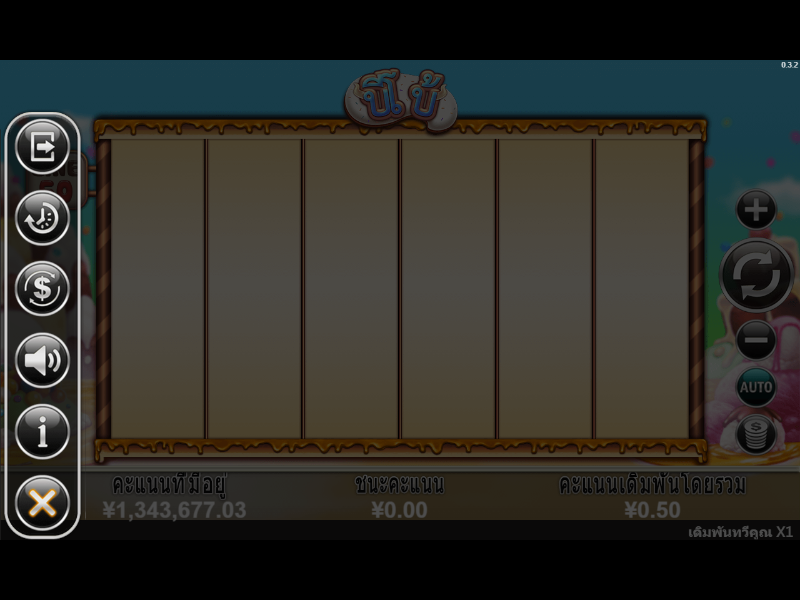 0.3.2
AUTO
คะแนนที่มีอยู่
ชนะคะแนน
คะแนนเดิมพันโดยรวม
¥1,343,677.03
¥0.00
¥0.50
เดิมพันทวีคูณ X1